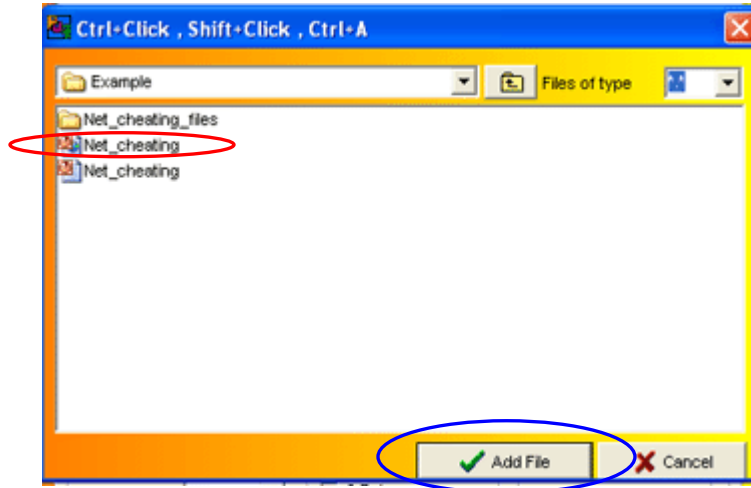 Ctrl+Click , Shift+Click , Ctrl+A
Example Files of type
Net_cheating_files
Net_cheating
Net_cheating
Add File Cancel